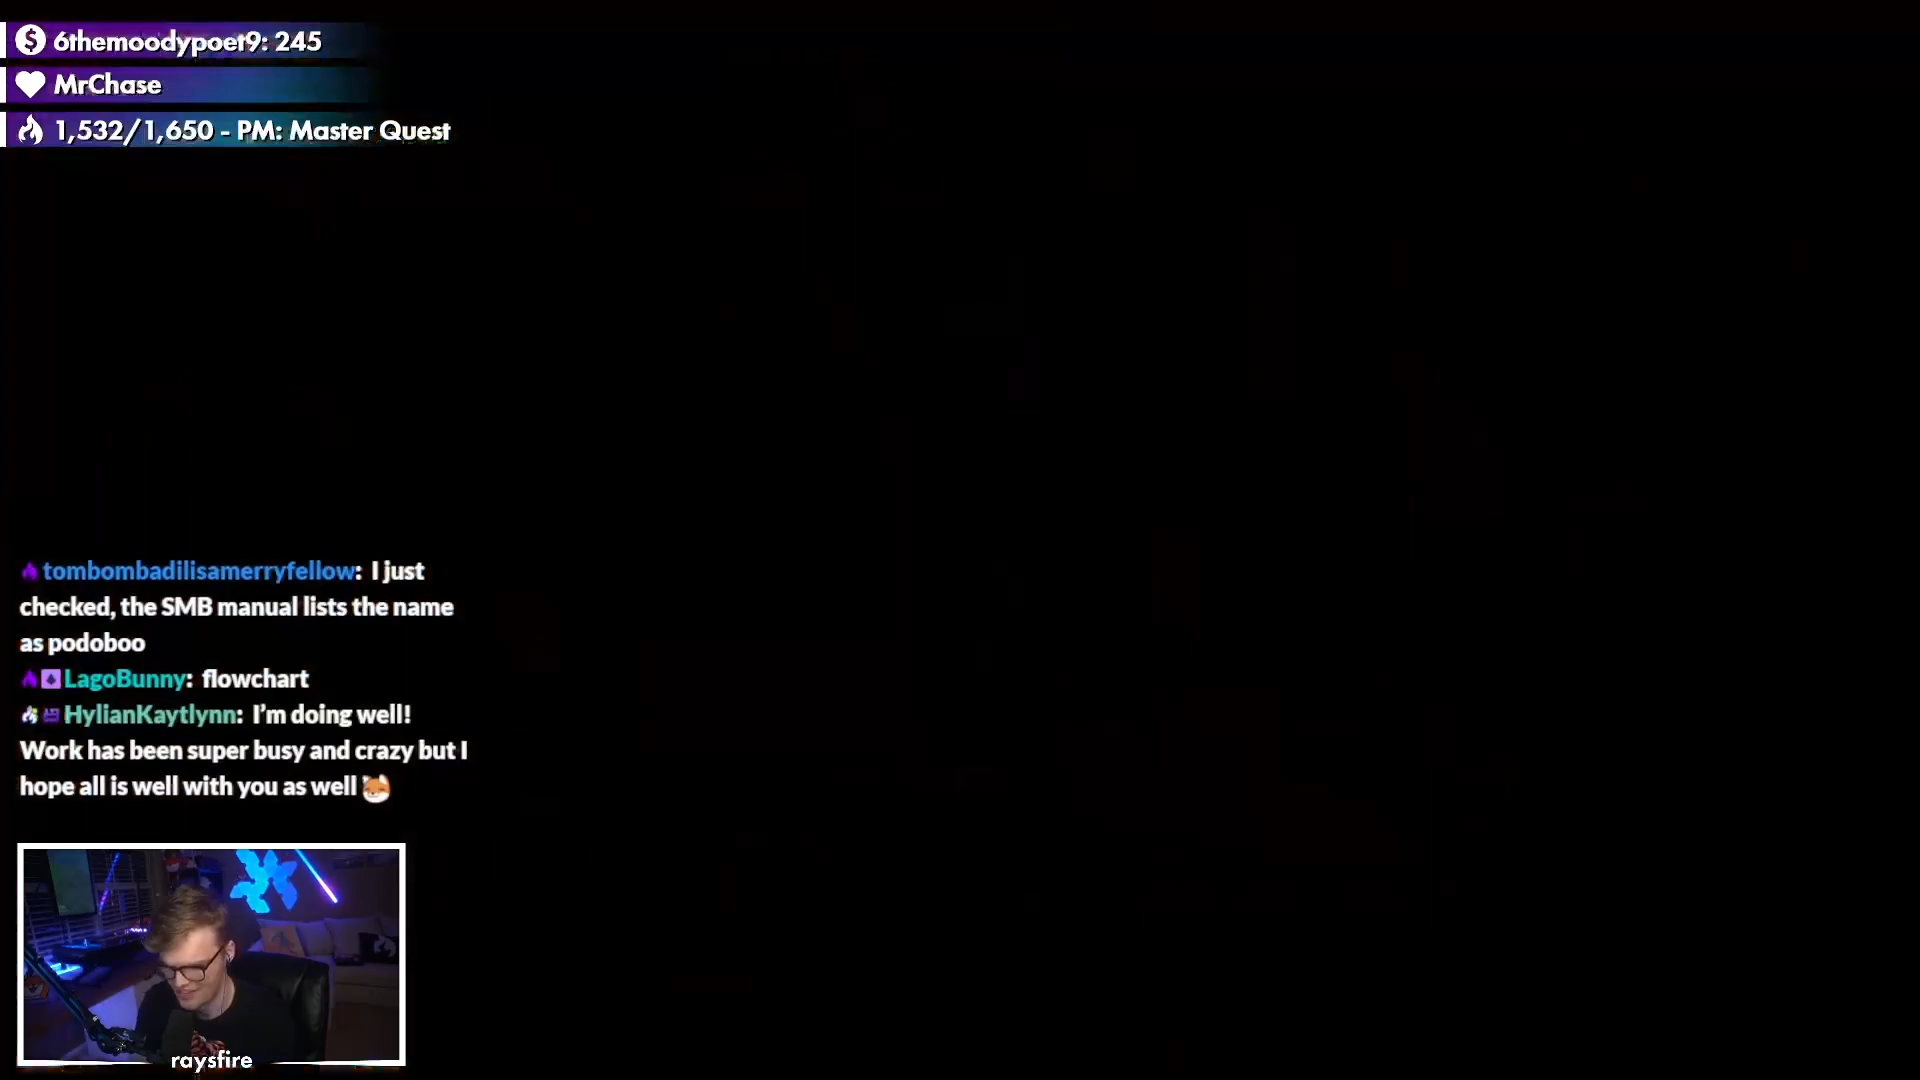 6themoodypoet9: 245
MrChase
1,532/1,650 - PM: Master Quest
tombombadilisamerryfellow: I just
checked, the SMB manual lists the name
as podoboo
LagoBunny: flowchart
HylianKaytlynn: I'm doing well!
Work has been super busy and crazy but I
hope all is well with you as well
raysfire